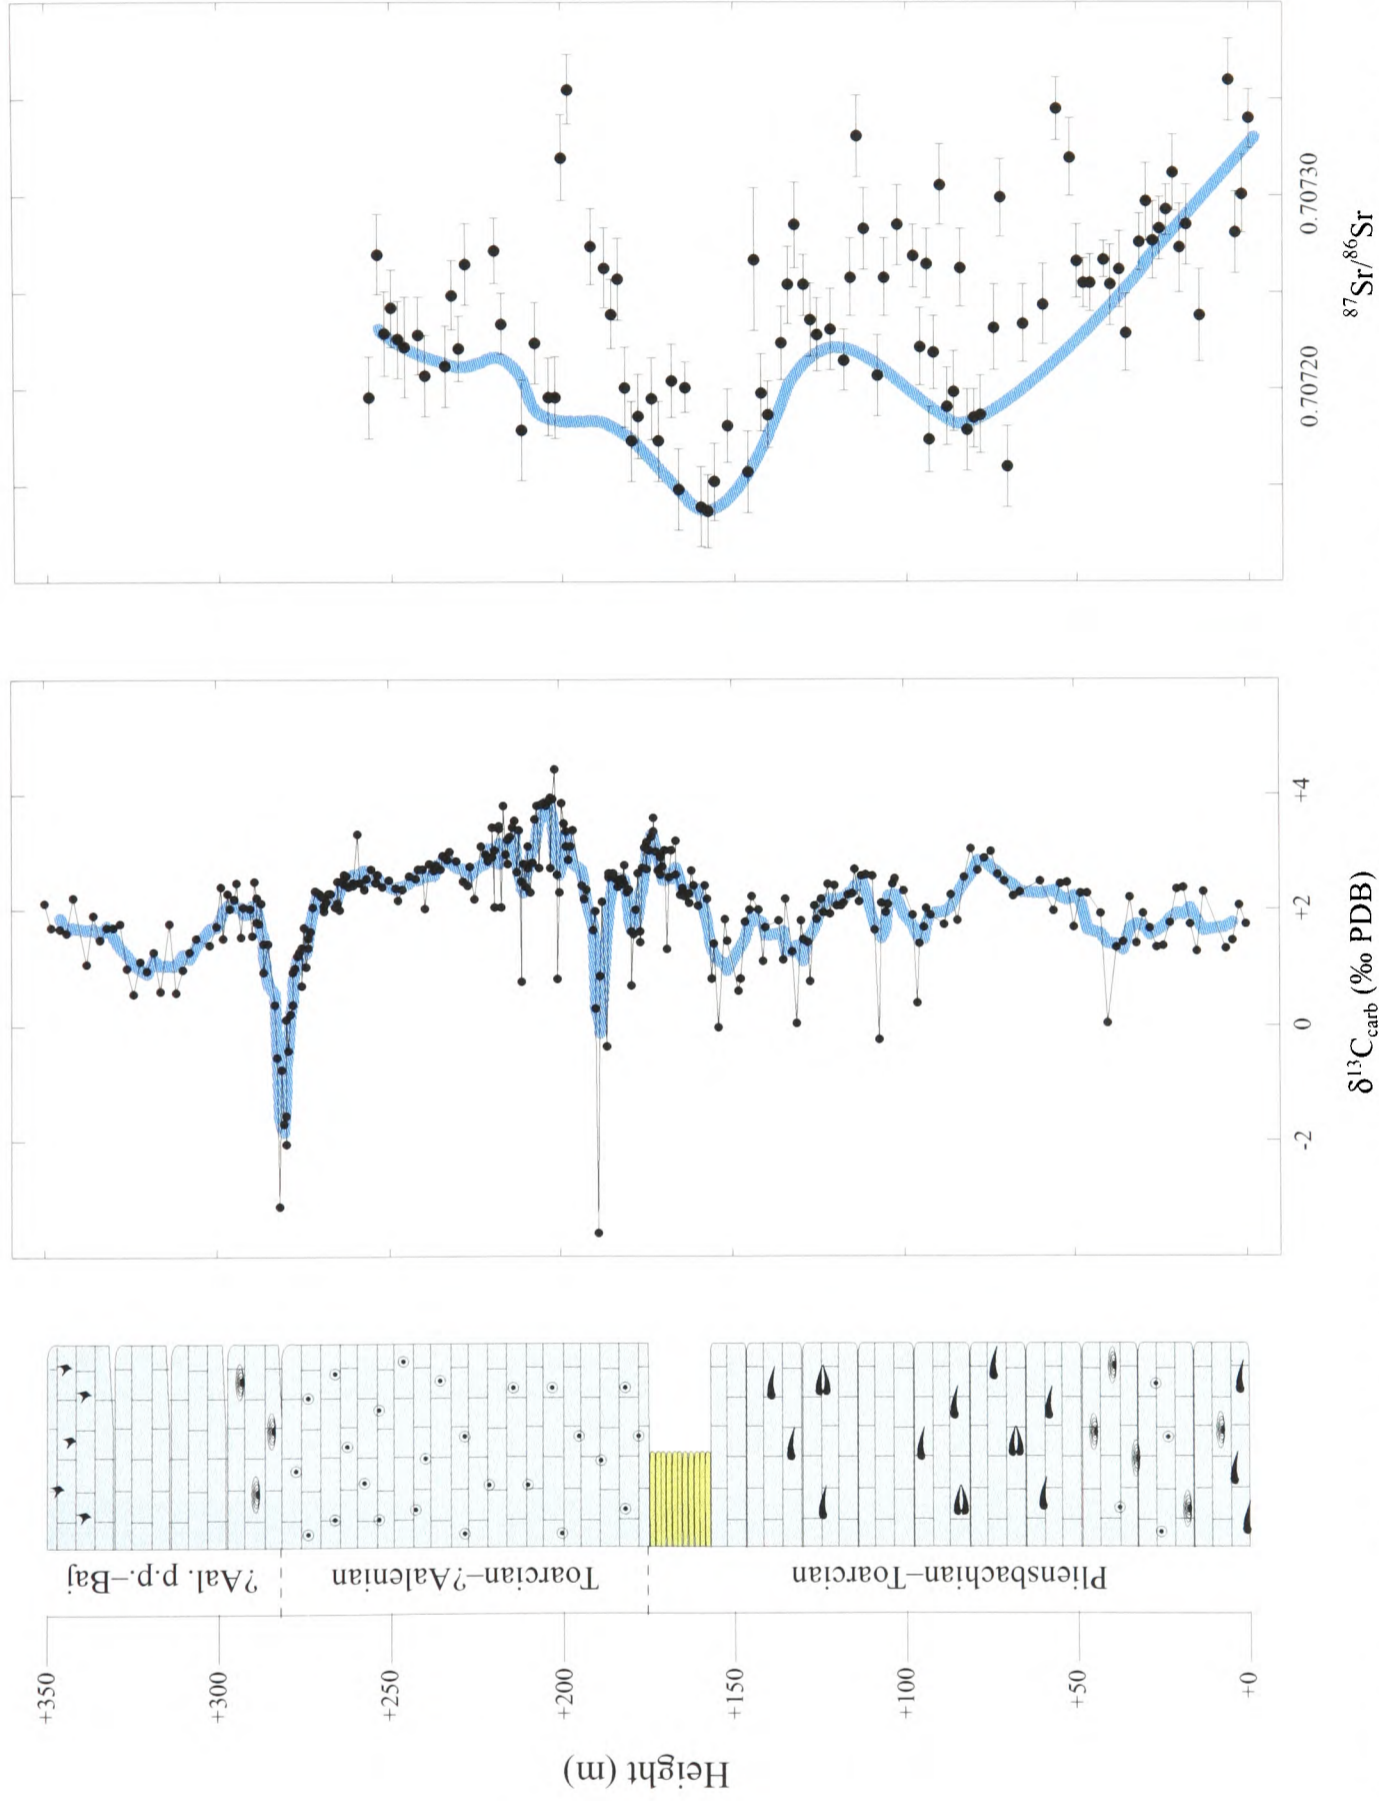 Height (m)
+350
+300
+250
+200
+150
+100
+50
+0
?Aal. p.p.–Baj
Toarcian–?Aalenian
Pliensbachian–Toarcian
-2
0
+2
+4
δ¹³C_carb (‰ PDB)
0.70720
0.70730
⁸⁷Sr/⁸⁶Sr